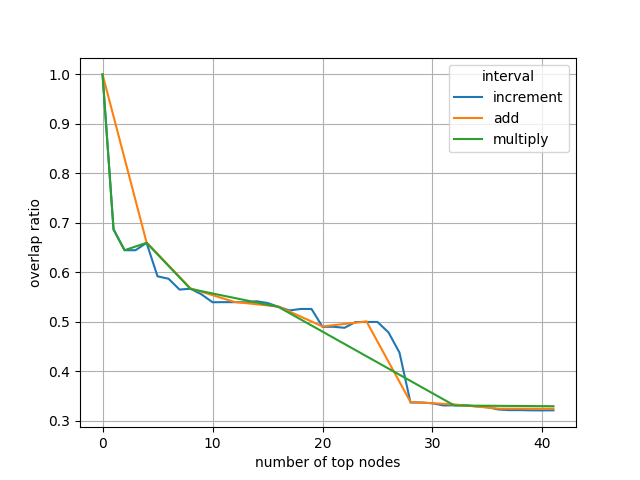 interval
increment
add
multiply
1.0
0.9
0.8
0.7
0.6
0.5
0.4
0.3
overlap ratio
0 10 20 30 40
number of top nodes